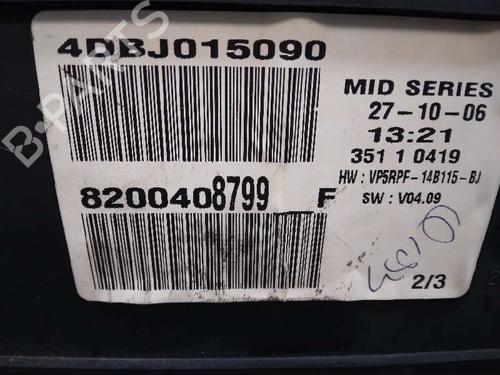 4DBJ015090
8200408799__F
MID SERIES
27-10-06
13:21
351 1 0419
HW : VP5RPF-14B115-BJ
SW : V04.09
2/3
B-PARTS